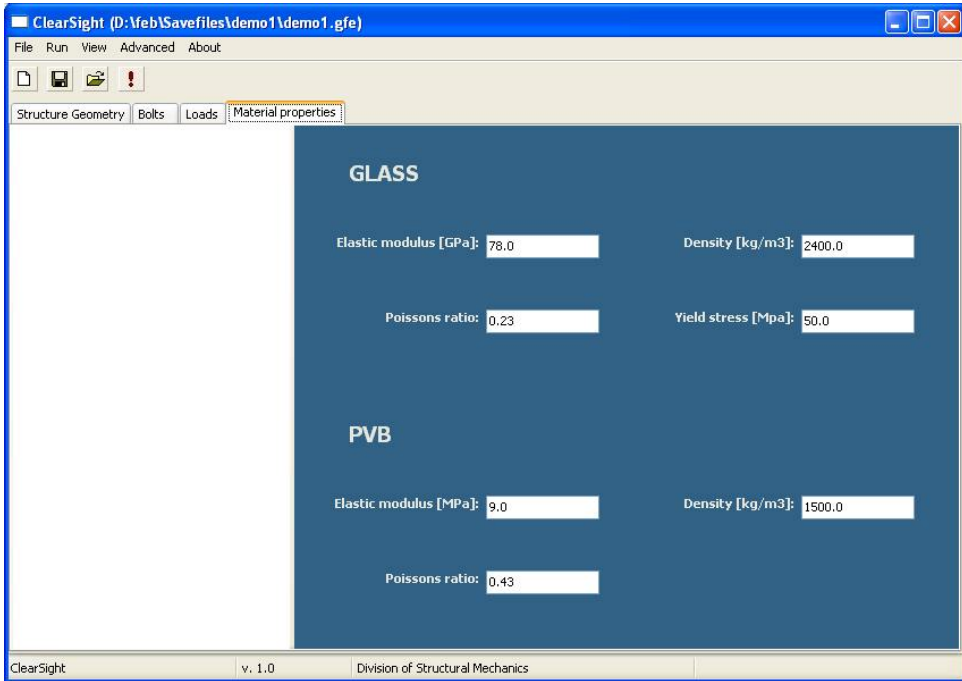 ClearSight (D:\feb\Savefiles\demo1\demo1.gfe)
File Run View Advanced About
Structure Geometry Bolts Loads Material properties
GLASS
Elastic modulus [GPa]: 78.0 Density [kg/m3]: 2400.0
Poissons ratio: 0.23 Yield stress [Mpa]: 50.0
PVB
Elastic modulus [MPa]: 9.0 Density [kg/m3]: 1500.0
Poissons ratio: 0.43
ClearSight v. 1.0 Division of Structural Mechanics